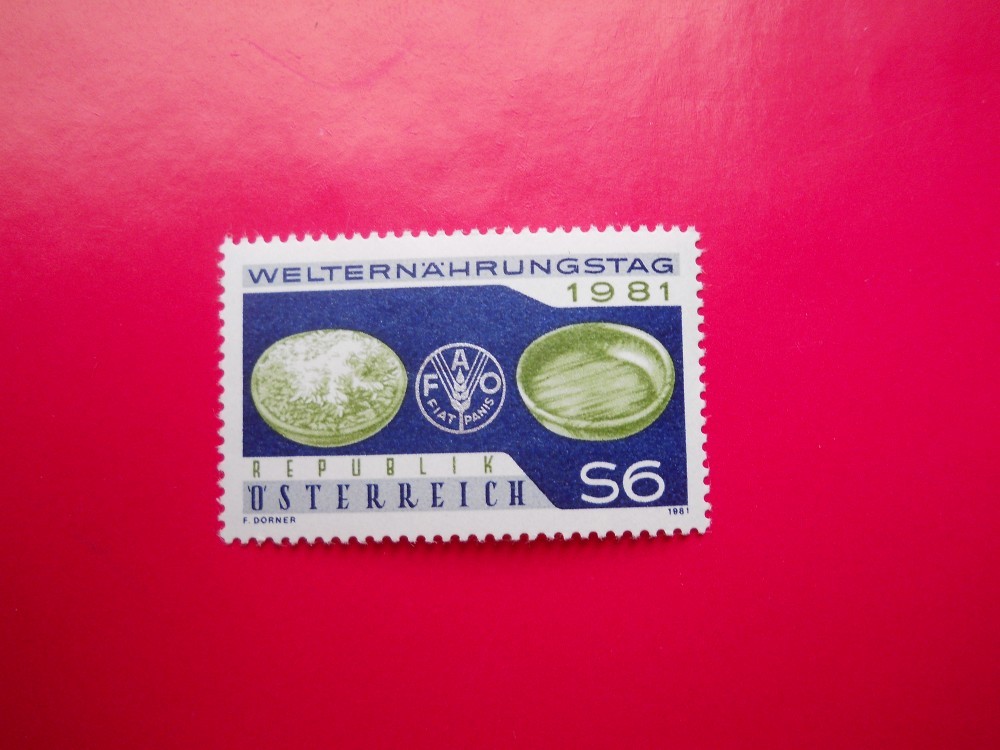 WELTERNÄHRUNGSTAG
1981
FAO
FIAT PANIS
REPUBLIK
ÖSTERREICH
S6
F. DORNER
1981